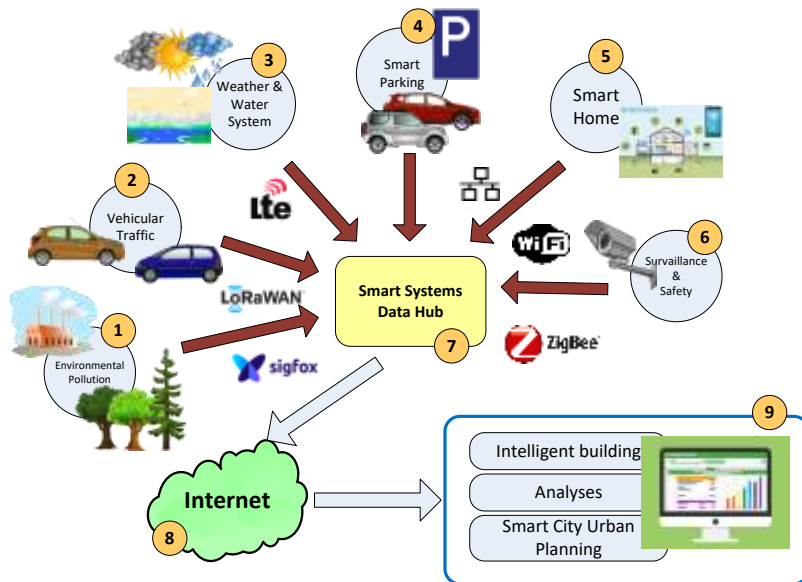 4
P
Smart
Parking
3
Weather &
Water
System
5
Smart
Home
2
Vehicular
Traffic
Lte
WiFi
6
Survaillance
&
Safety
LoRaWAN
Smart Systems
Data Hub
7
1
Environmental
Pollution
sigfox
ZigBee
9
Intelligent building
Analyses
Smart City Urban
Planning
Internet
8